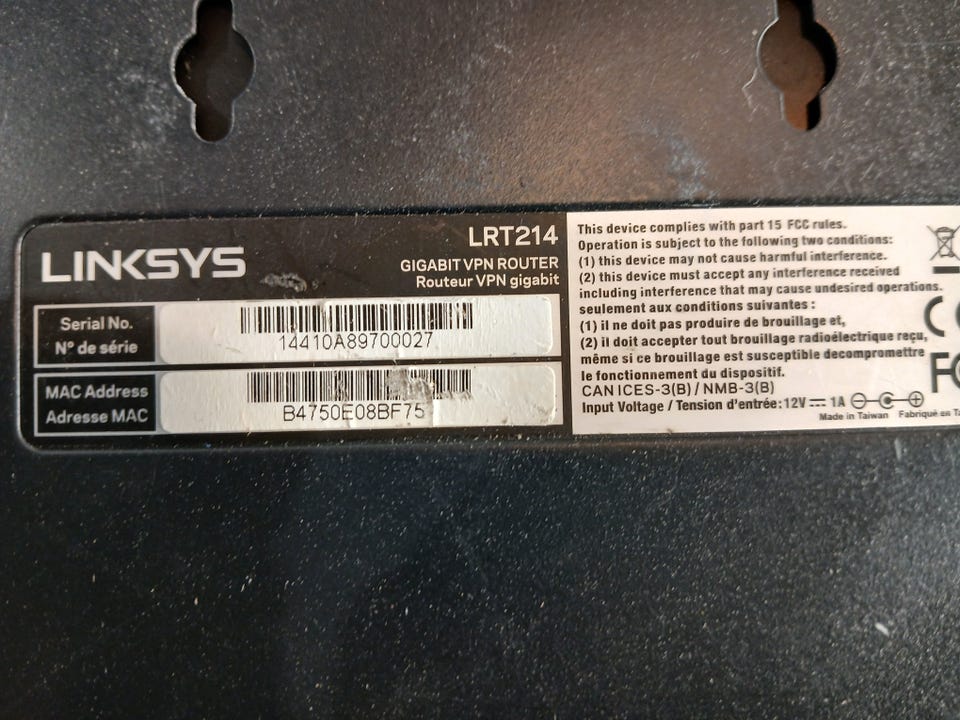 LINKSYS
LRT214
GIGABIT VPN ROUTER
Routeur VPN gigabit
Serial No.
N° de série
14410A89700027
MAC Address
Adresse MAC
B4750E08BF75
This device complies with part 15 FCC rules.
Operation is subject to the following two conditions:
(1) this device may not cause harmful interference.
(2) this device must accept any interference received
including interference that may cause undesired operations.
seulement aux conditions suivantes :
(1) il ne doit pas produire de brouillage et,
(2) il doit accepter tout brouillage radioélectrique reçu,
même si ce brouillage est susceptible decompromettre
le fonctionnement du dispositif.
CAN ICES-3(B) / NMB-3(B)
Input Voltage / Tension d'entrée: 12V 1A
Made in Taiwan Fabriqué en